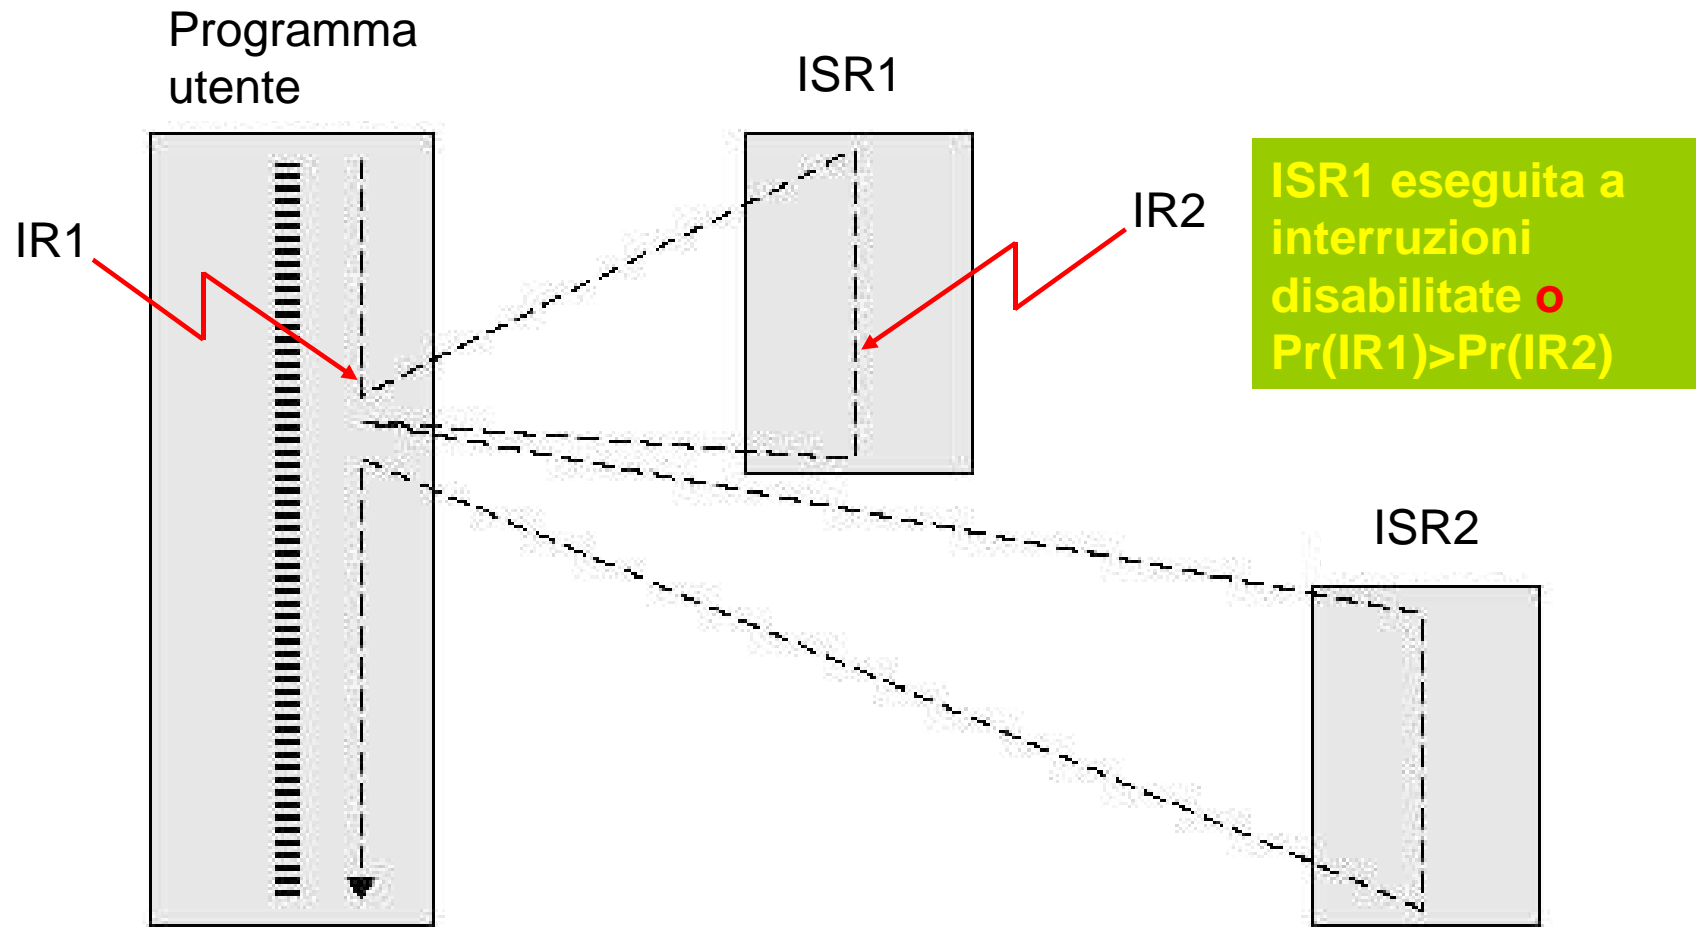 Programma
utente
ISR1
IR1
IR2
ISR1 eseguita a
interruzioni
disabilitate o
Pr(IR1)>Pr(IR2)
ISR2